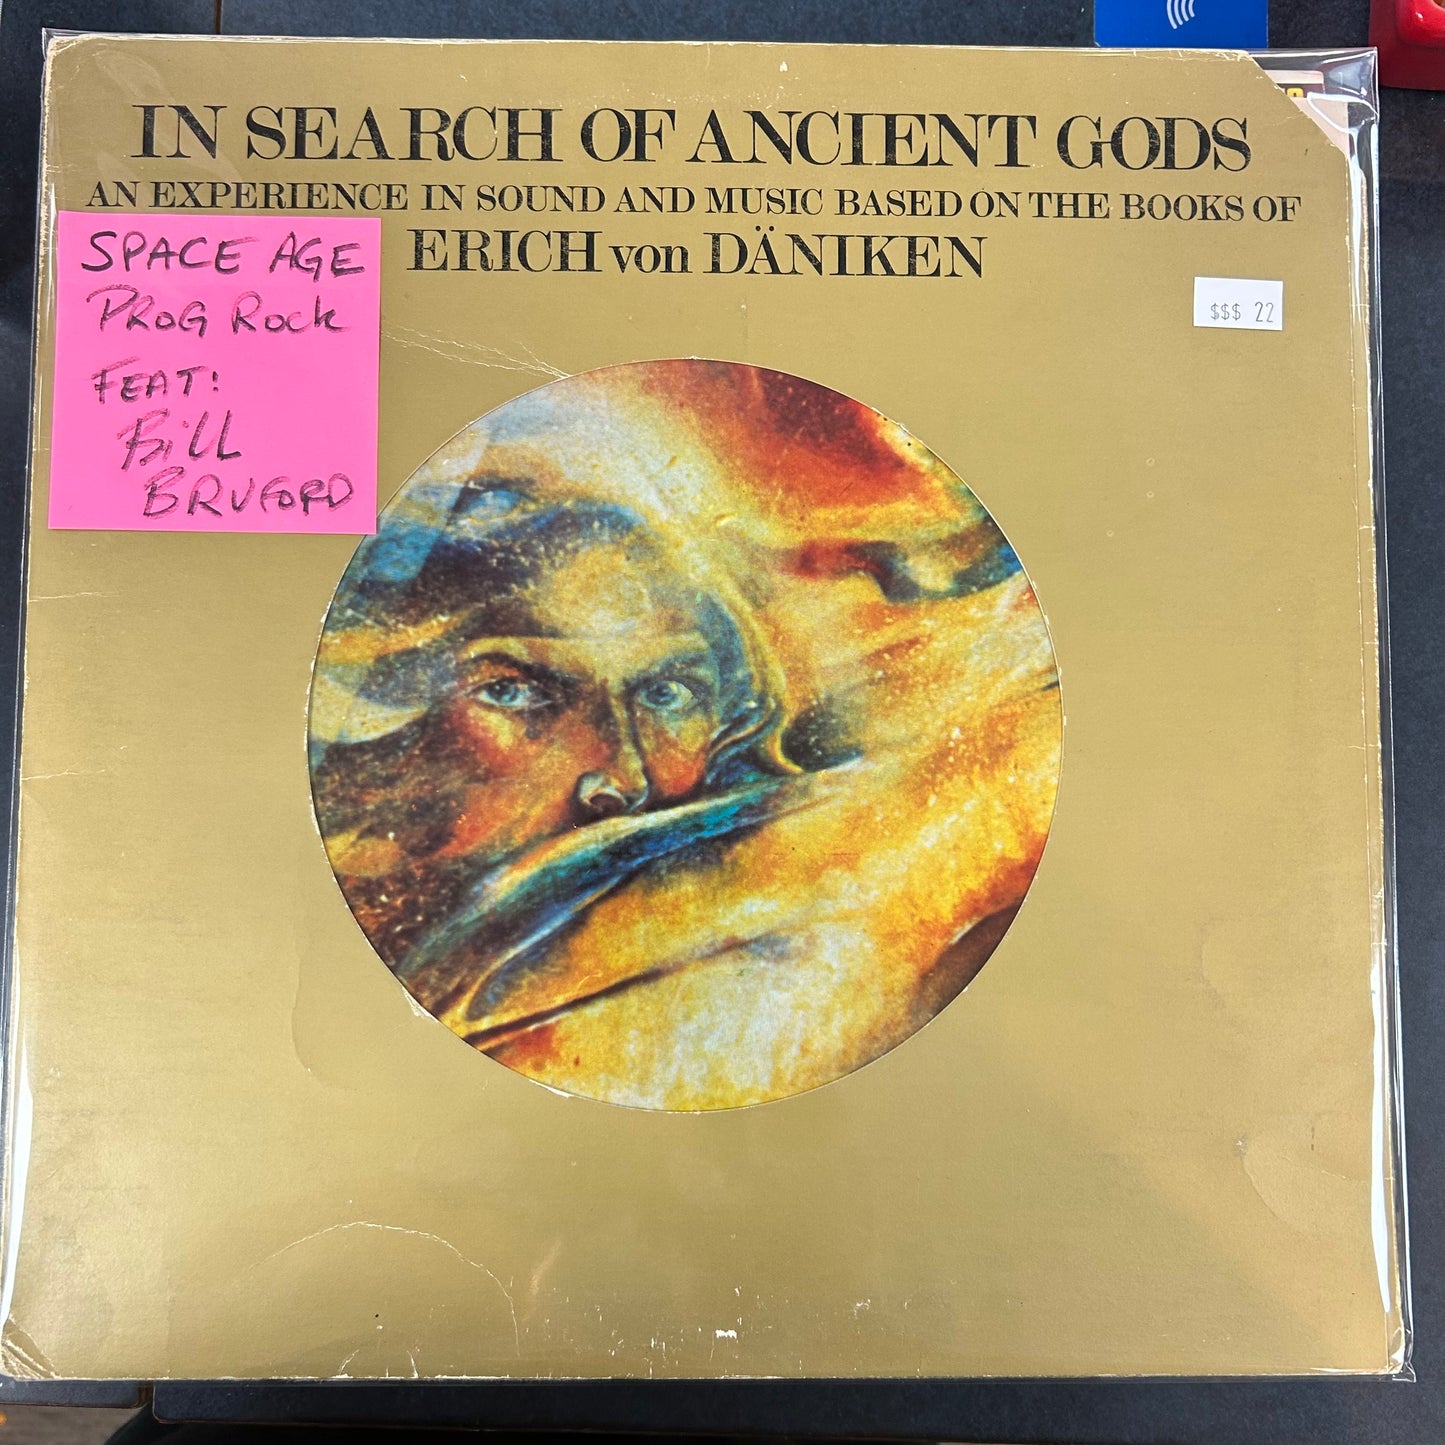 IN SEARCH OF ANCIENT GODS
AN EXPERIENCE IN SOUND AND MUSIC BASED ON THE BOOKS OF
ERICH von DÄNIKEN
SPACE AGE
PROG ROCK
FEAT:
BILL
BRUFORD
$$$ 22